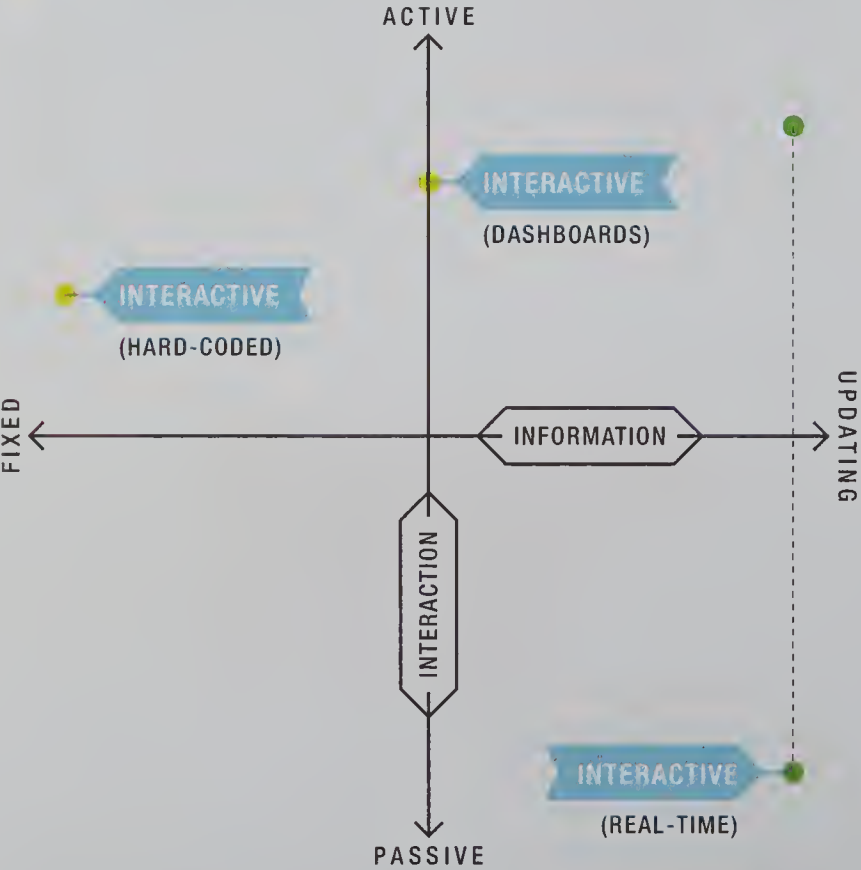 ACTIVE
INTERACTIVE
(DASHBOARDS)
INTERACTIVE
(HARD-CODED)
FIXED
INFORMATION
UPDATING
INTERACTION
INTERACTIVE
(REAL-TIME)
PASSIVE